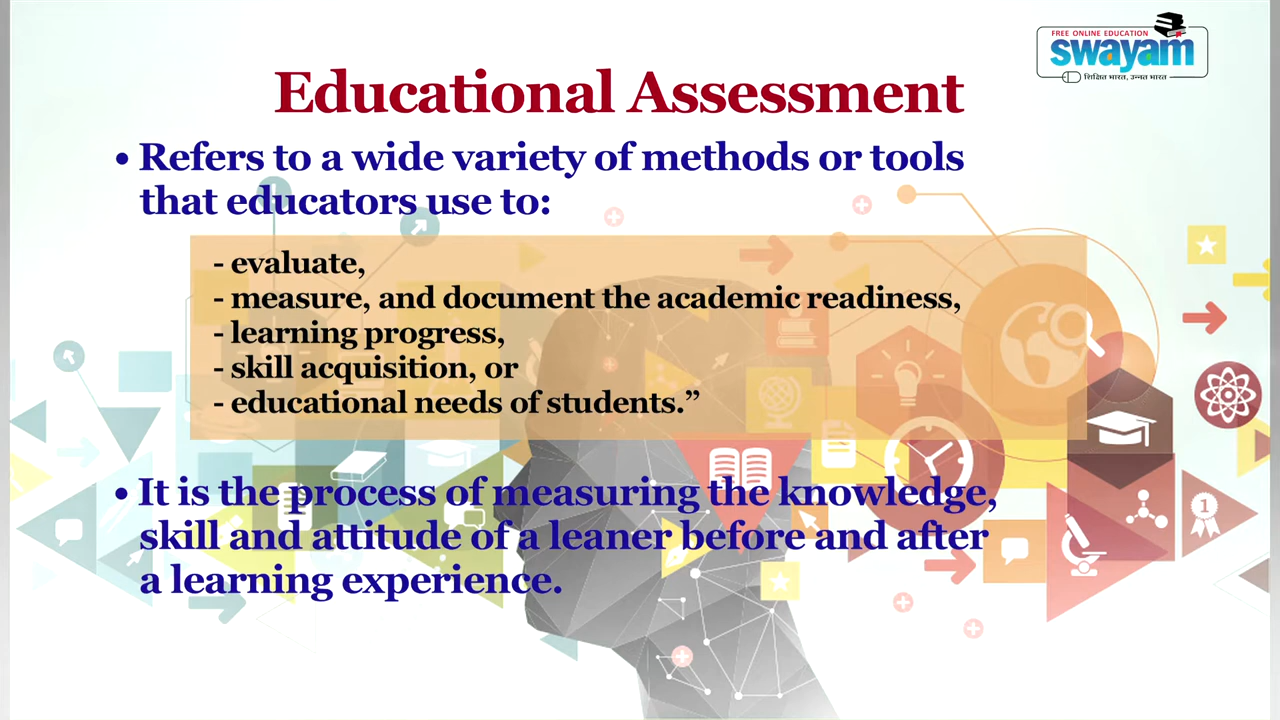 FREE ONLINE EDUCATION
swayam
शिक्षित भारत, उन्नत भारत
Educational Assessment
• Refers to a wide variety of methods or tools
that educators use to:
- evaluate,
- measure, and document the academic readiness,
- learning progress,
- skill acquisition, or
- educational needs of students.”
• It is the process of measuring the knowledge,
skill and attitude of a leaner before and after
a learning experience.
1